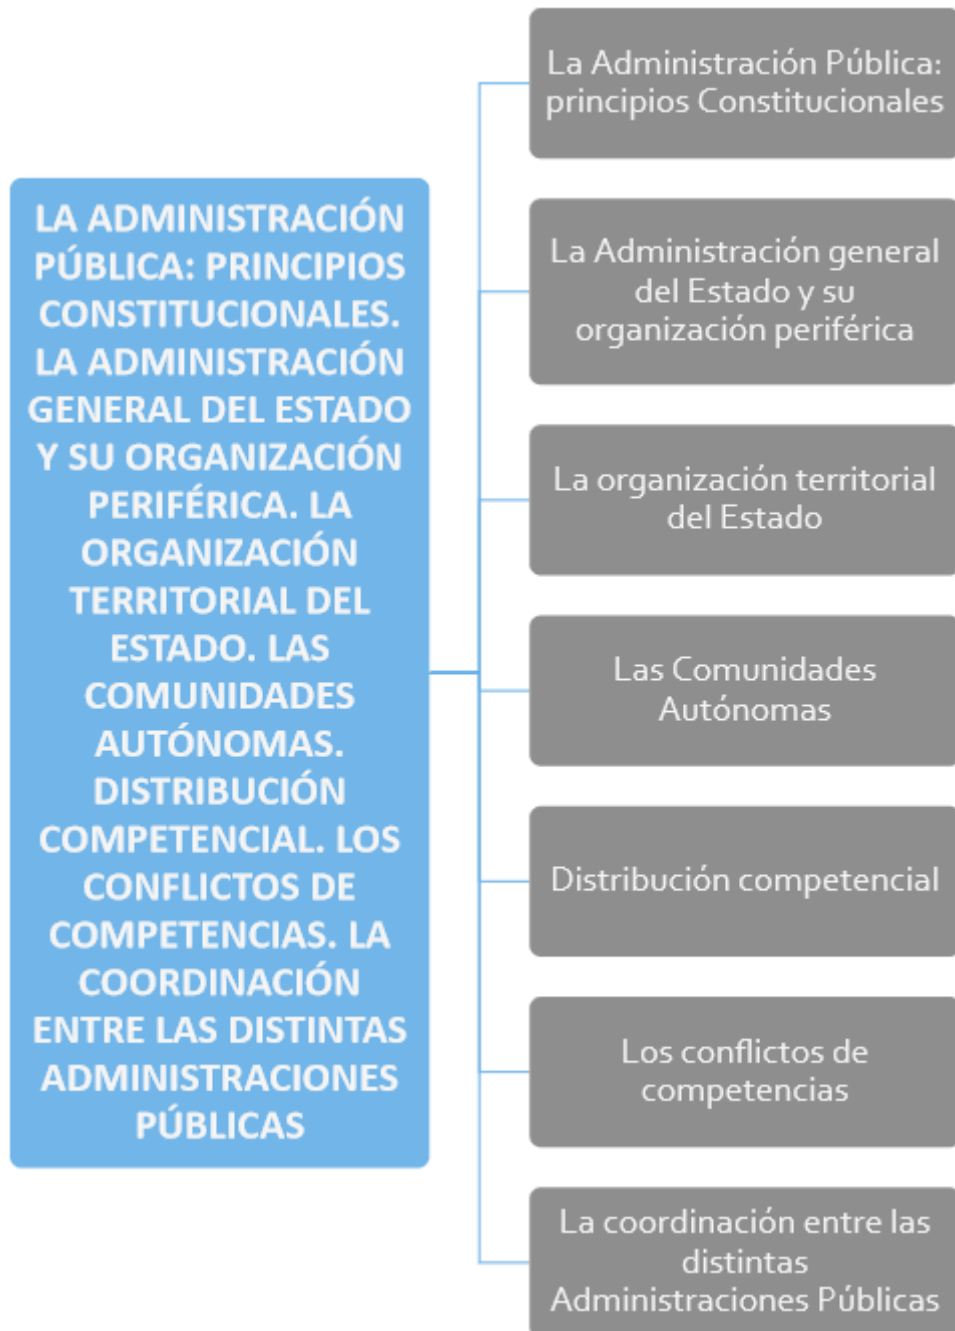 LA ADMINISTRACIÓN
PÚBLICA: PRINCIPIOS
CONSTITUCIONALES.
LA ADMINISTRACIÓN
GENERAL DEL ESTADO
Y SU ORGANIZACIÓN
PERIFÉRICA. LA
ORGANIZACIÓN
TERRITORIAL DEL
ESTADO. LAS
COMUNIDADES
AUTÓNOMAS.
DISTRIBUCIÓN
COMPETENCIAL. LOS
CONFLICTOS DE
COMPETENCIAS. LA
COORDINACIÓN
ENTRE LAS DISTINTAS
ADMINISTRACIONES
PÚBLICAS
La Administración Pública:
principios Constitucionales
La Administración general
del Estado y su
organización periférica
La organización territorial
del Estado
Las Comunidades
Autónomas
Distribución competencial
Los conflictos de
competencias
La coordinación entre las
distintas
Administraciones Públicas